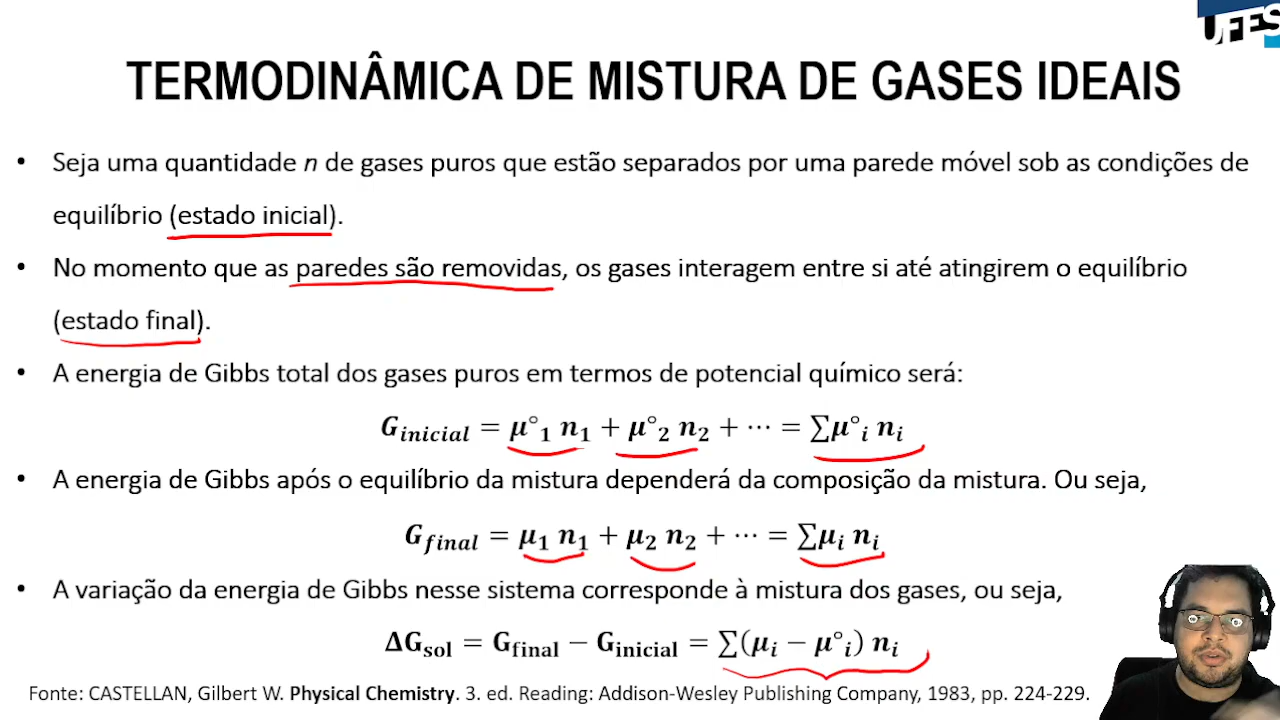 UFES
TERMODINÂMICA DE MISTURA DE GASES IDEAIS
• Seja uma quantidade n de gases puros que estão separados por uma parede móvel sob as condições de
equilíbrio (estado inicial).
• No momento que as paredes são removidas, os gases interagem entre si até atingirem o equilíbrio
(estado final).
• A energia de Gibbs total dos gases puros em termos de potencial químico será:
G_inicial = μ°₁ n₁ + μ°₂ n₂ + ⋯ = ∑μ°ᵢ nᵢ
• A energia de Gibbs após o equilíbrio da mistura dependerá da composição da mistura. Ou seja,
G_final = μ₁ n₁ + μ₂ n₂ + ⋯ = ∑μᵢ nᵢ
• A variação da energia de Gibbs nesse sistema corresponde à mistura dos gases, ou seja,
ΔG_sol = G_final − G_inicial = ∑(μᵢ − μ°ᵢ) nᵢ
Fonte: CASTELLAN, Gilbert W. Physical Chemistry. 3. ed. Reading: Addison-Wesley Publishing Company, 1983, pp. 224-229.